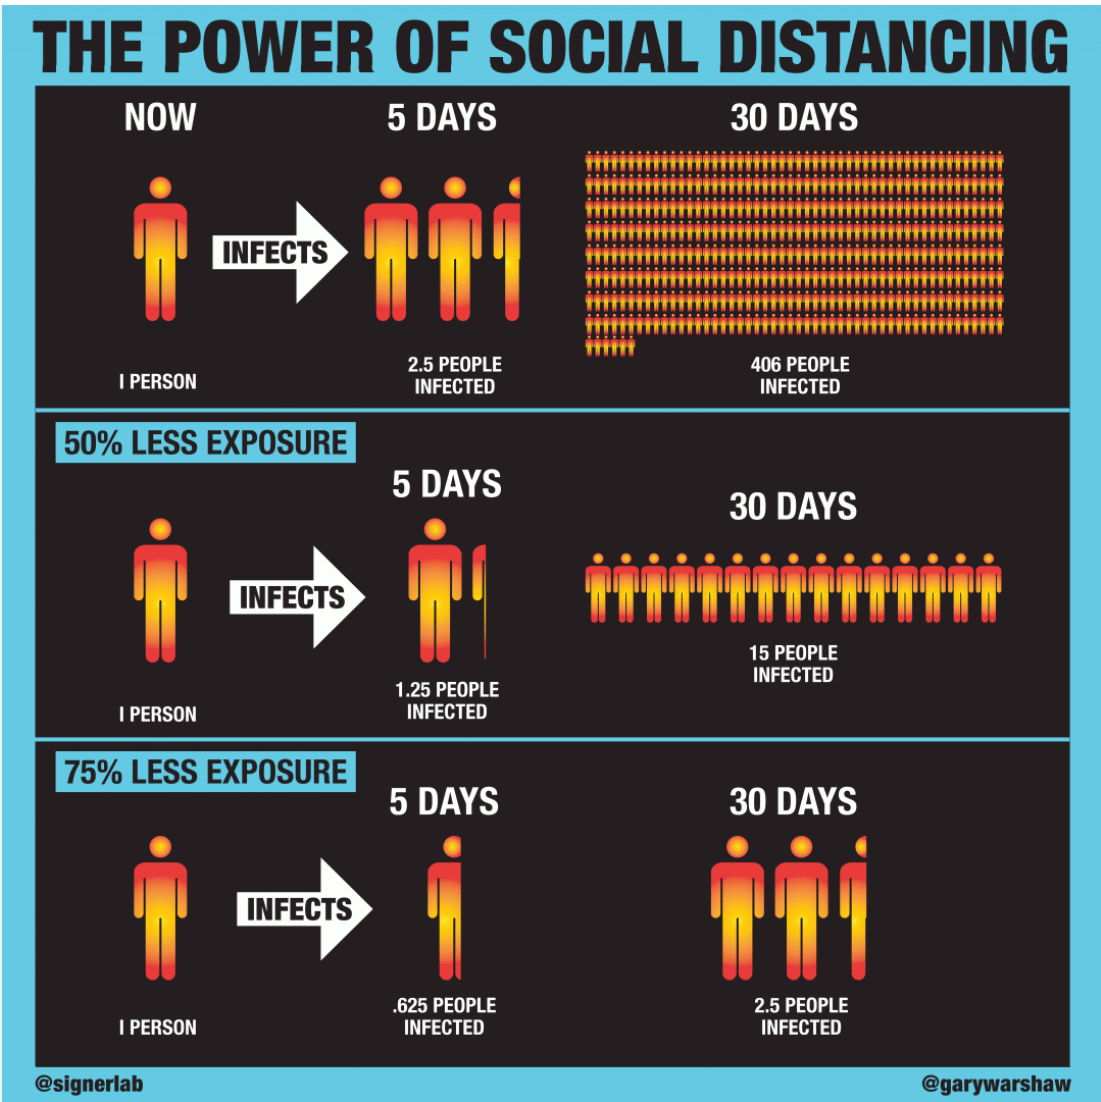 THE POWER OF SOCIAL DISTANCING
NOW
5 DAYS
30 DAYS
INFECTS
I PERSON
2.5 PEOPLE
INFECTED
406 PEOPLE
INFECTED
50% LESS EXPOSURE
5 DAYS
30 DAYS
INFECTS
I PERSON
1.25 PEOPLE
INFECTED
15 PEOPLE
INFECTED
75% LESS EXPOSURE
5 DAYS
30 DAYS
INFECTS
I PERSON
.625 PEOPLE
INFECTED
2.5 PEOPLE
INFECTED
@signerlab
@garywarshaw